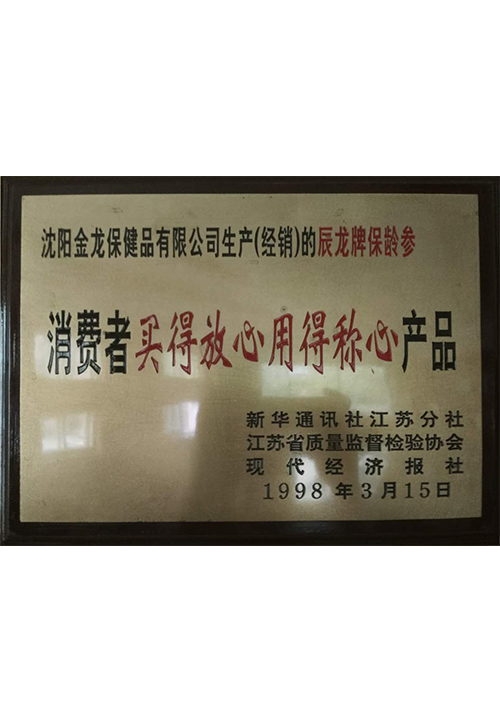 沈阳金龙保健品有限公司生产(经销)的辰龙牌保龄参
消费者买得放心用得称心产品
新华通讯社江苏分社
江苏省质量监督检验协会
现代经济报社
1998年3月15日